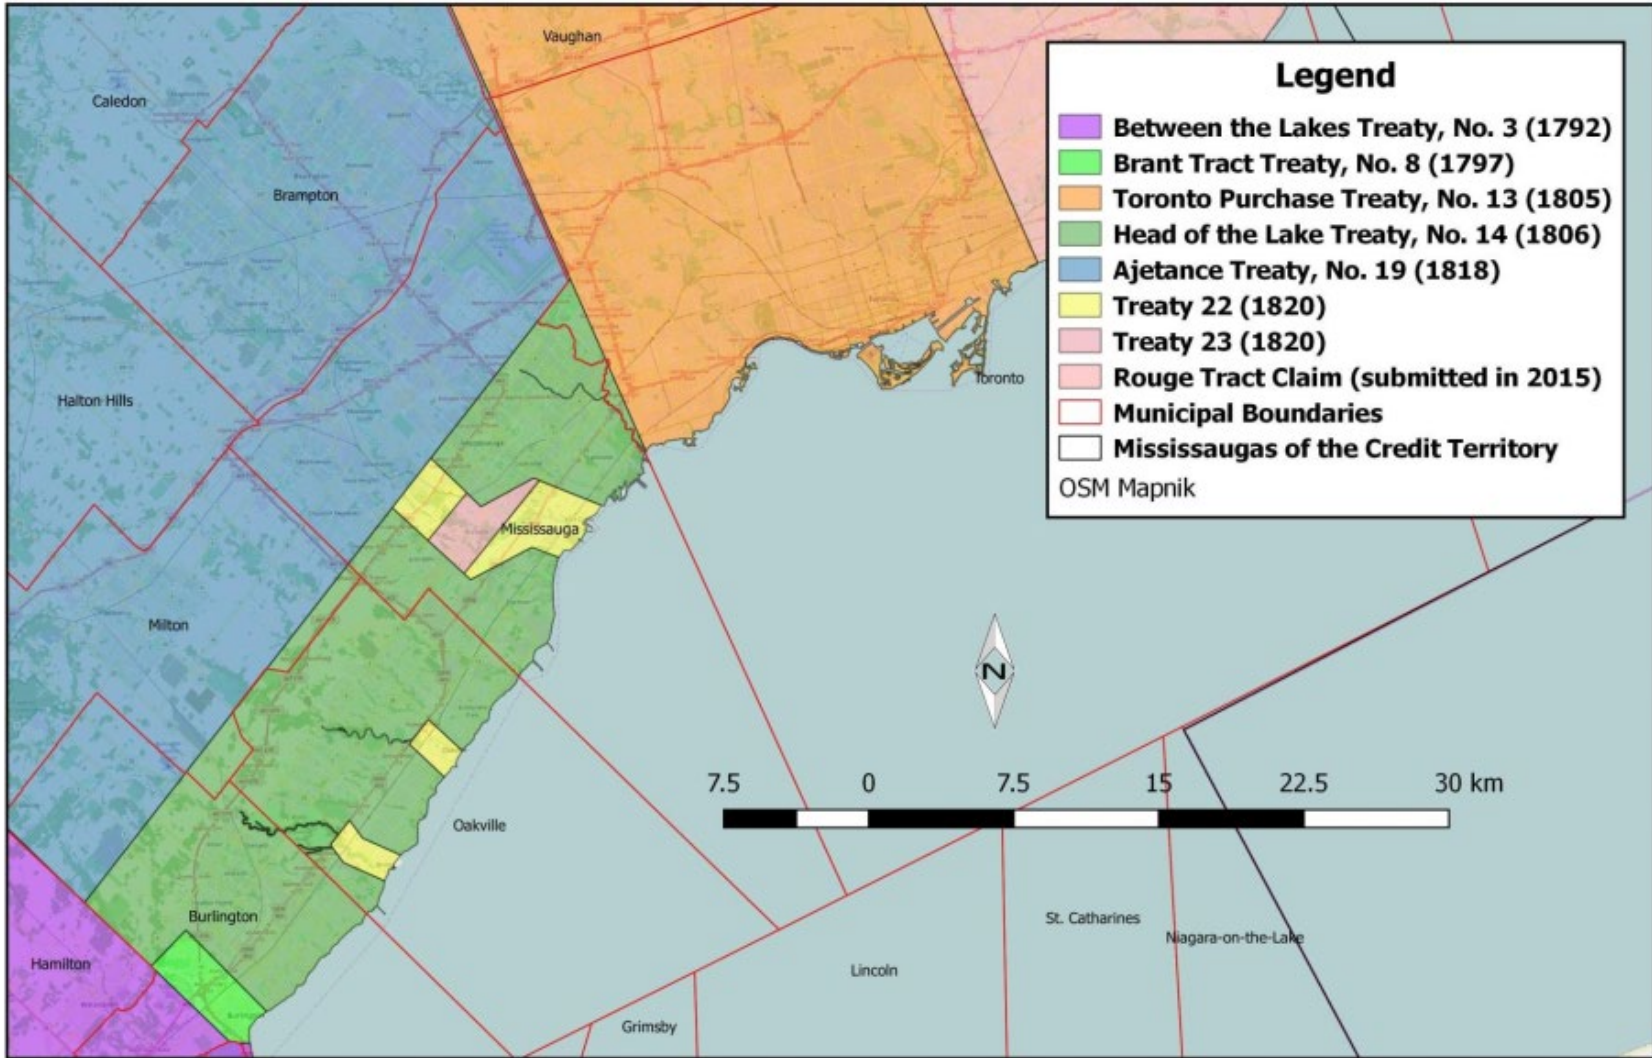 Vaughan
Caledon
Brampton
Halton Hills
Toronto
Mississauga
Milton
Oakville
Burlington
Hamilton
St. Catharines
Niagara-on-the-Lake
Lincoln
Grimsby
Legend
Between the Lakes Treaty, No. 3 (1792)
Brant Tract Treaty, No. 8 (1797)
Toronto Purchase Treaty, No. 13 (1805)
Head of the Lake Treaty, No. 14 (1806)
Ajetance Treaty, No. 19 (1818)
Treaty 22 (1820)
Treaty 23 (1820)
Rouge Tract Claim (submitted in 2015)
Municipal Boundaries
Mississaugas of the Credit Territory
OSM Mapnik
N
7.5 0 7.5 15 22.5 30 km